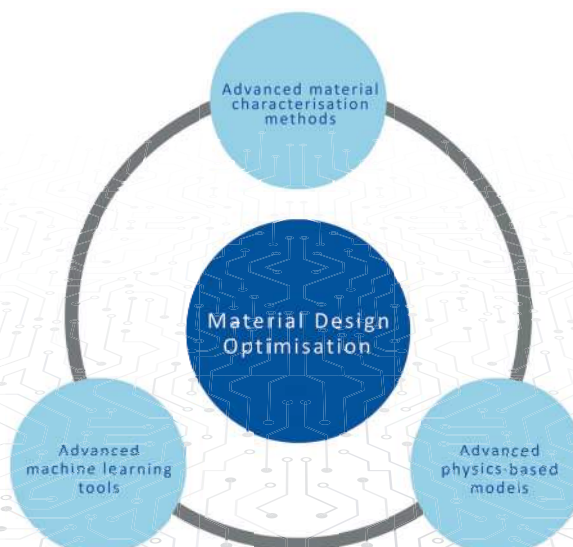 Advanced material
characterisation
methods
Material Design
Optimisation
Advanced
machine learning
tools
Advanced
physics-based
models